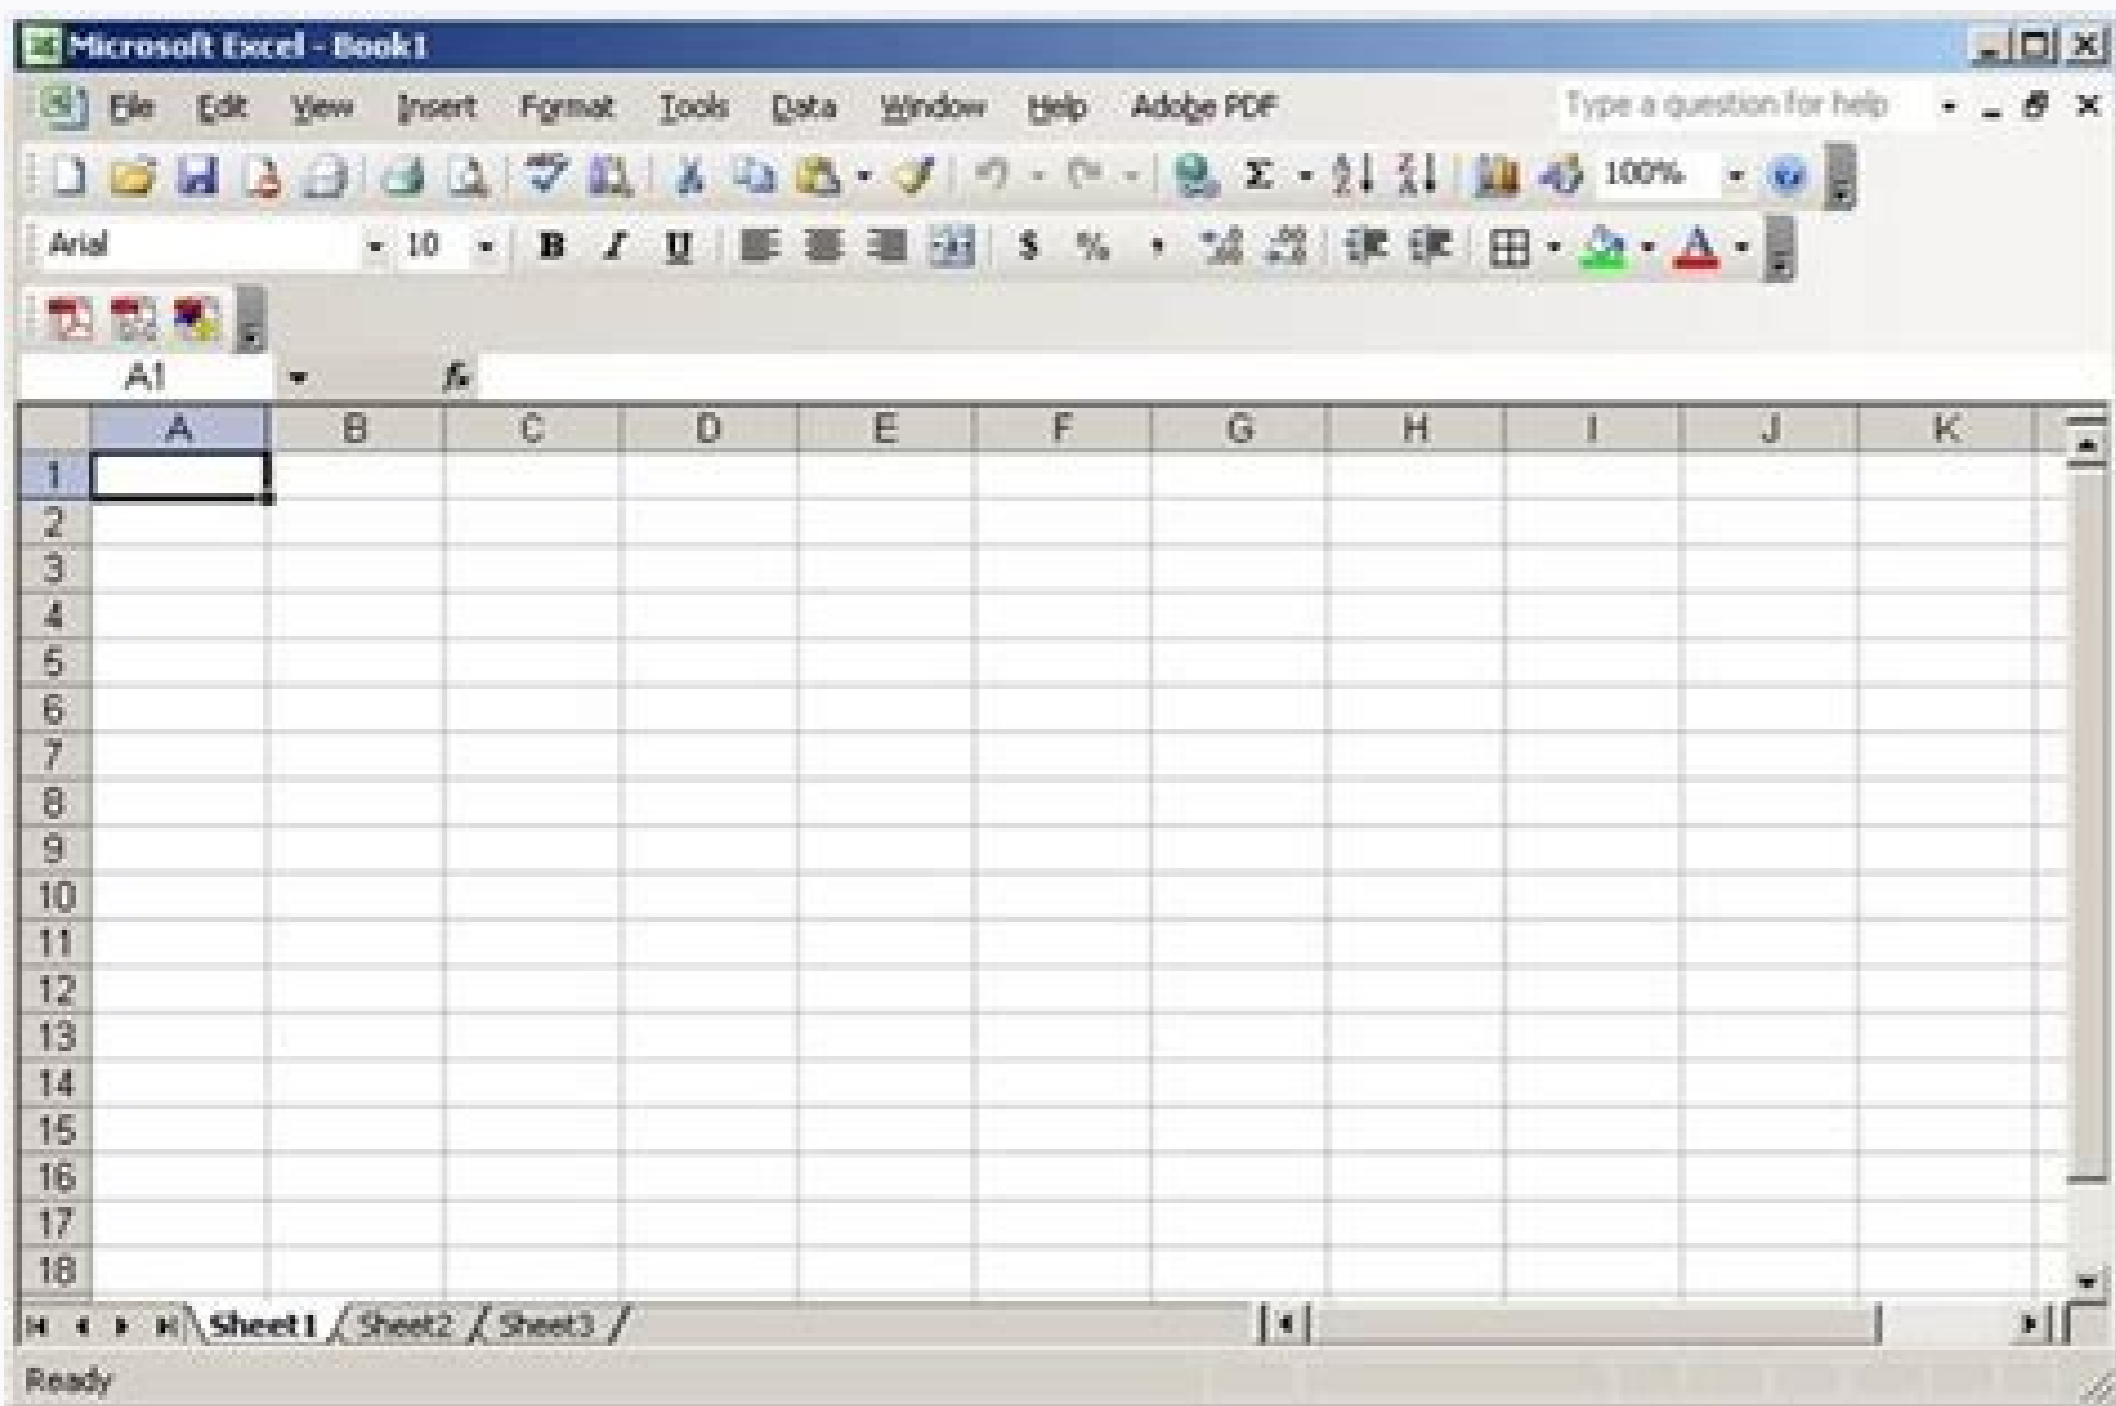 Microsoft Excel - Book1
File Edit View Insert Format Tools Data Window Help Adobe PDF Type a question for help
Σ 100%
Arial 10 B I U $ % , A
A1 fx
A B C D E F G H I J K
1
2
3
4
5
6
7
8
9
10
11
12
13
14
15
16
17
18
Sheet1 Sheet2 Sheet3
Ready